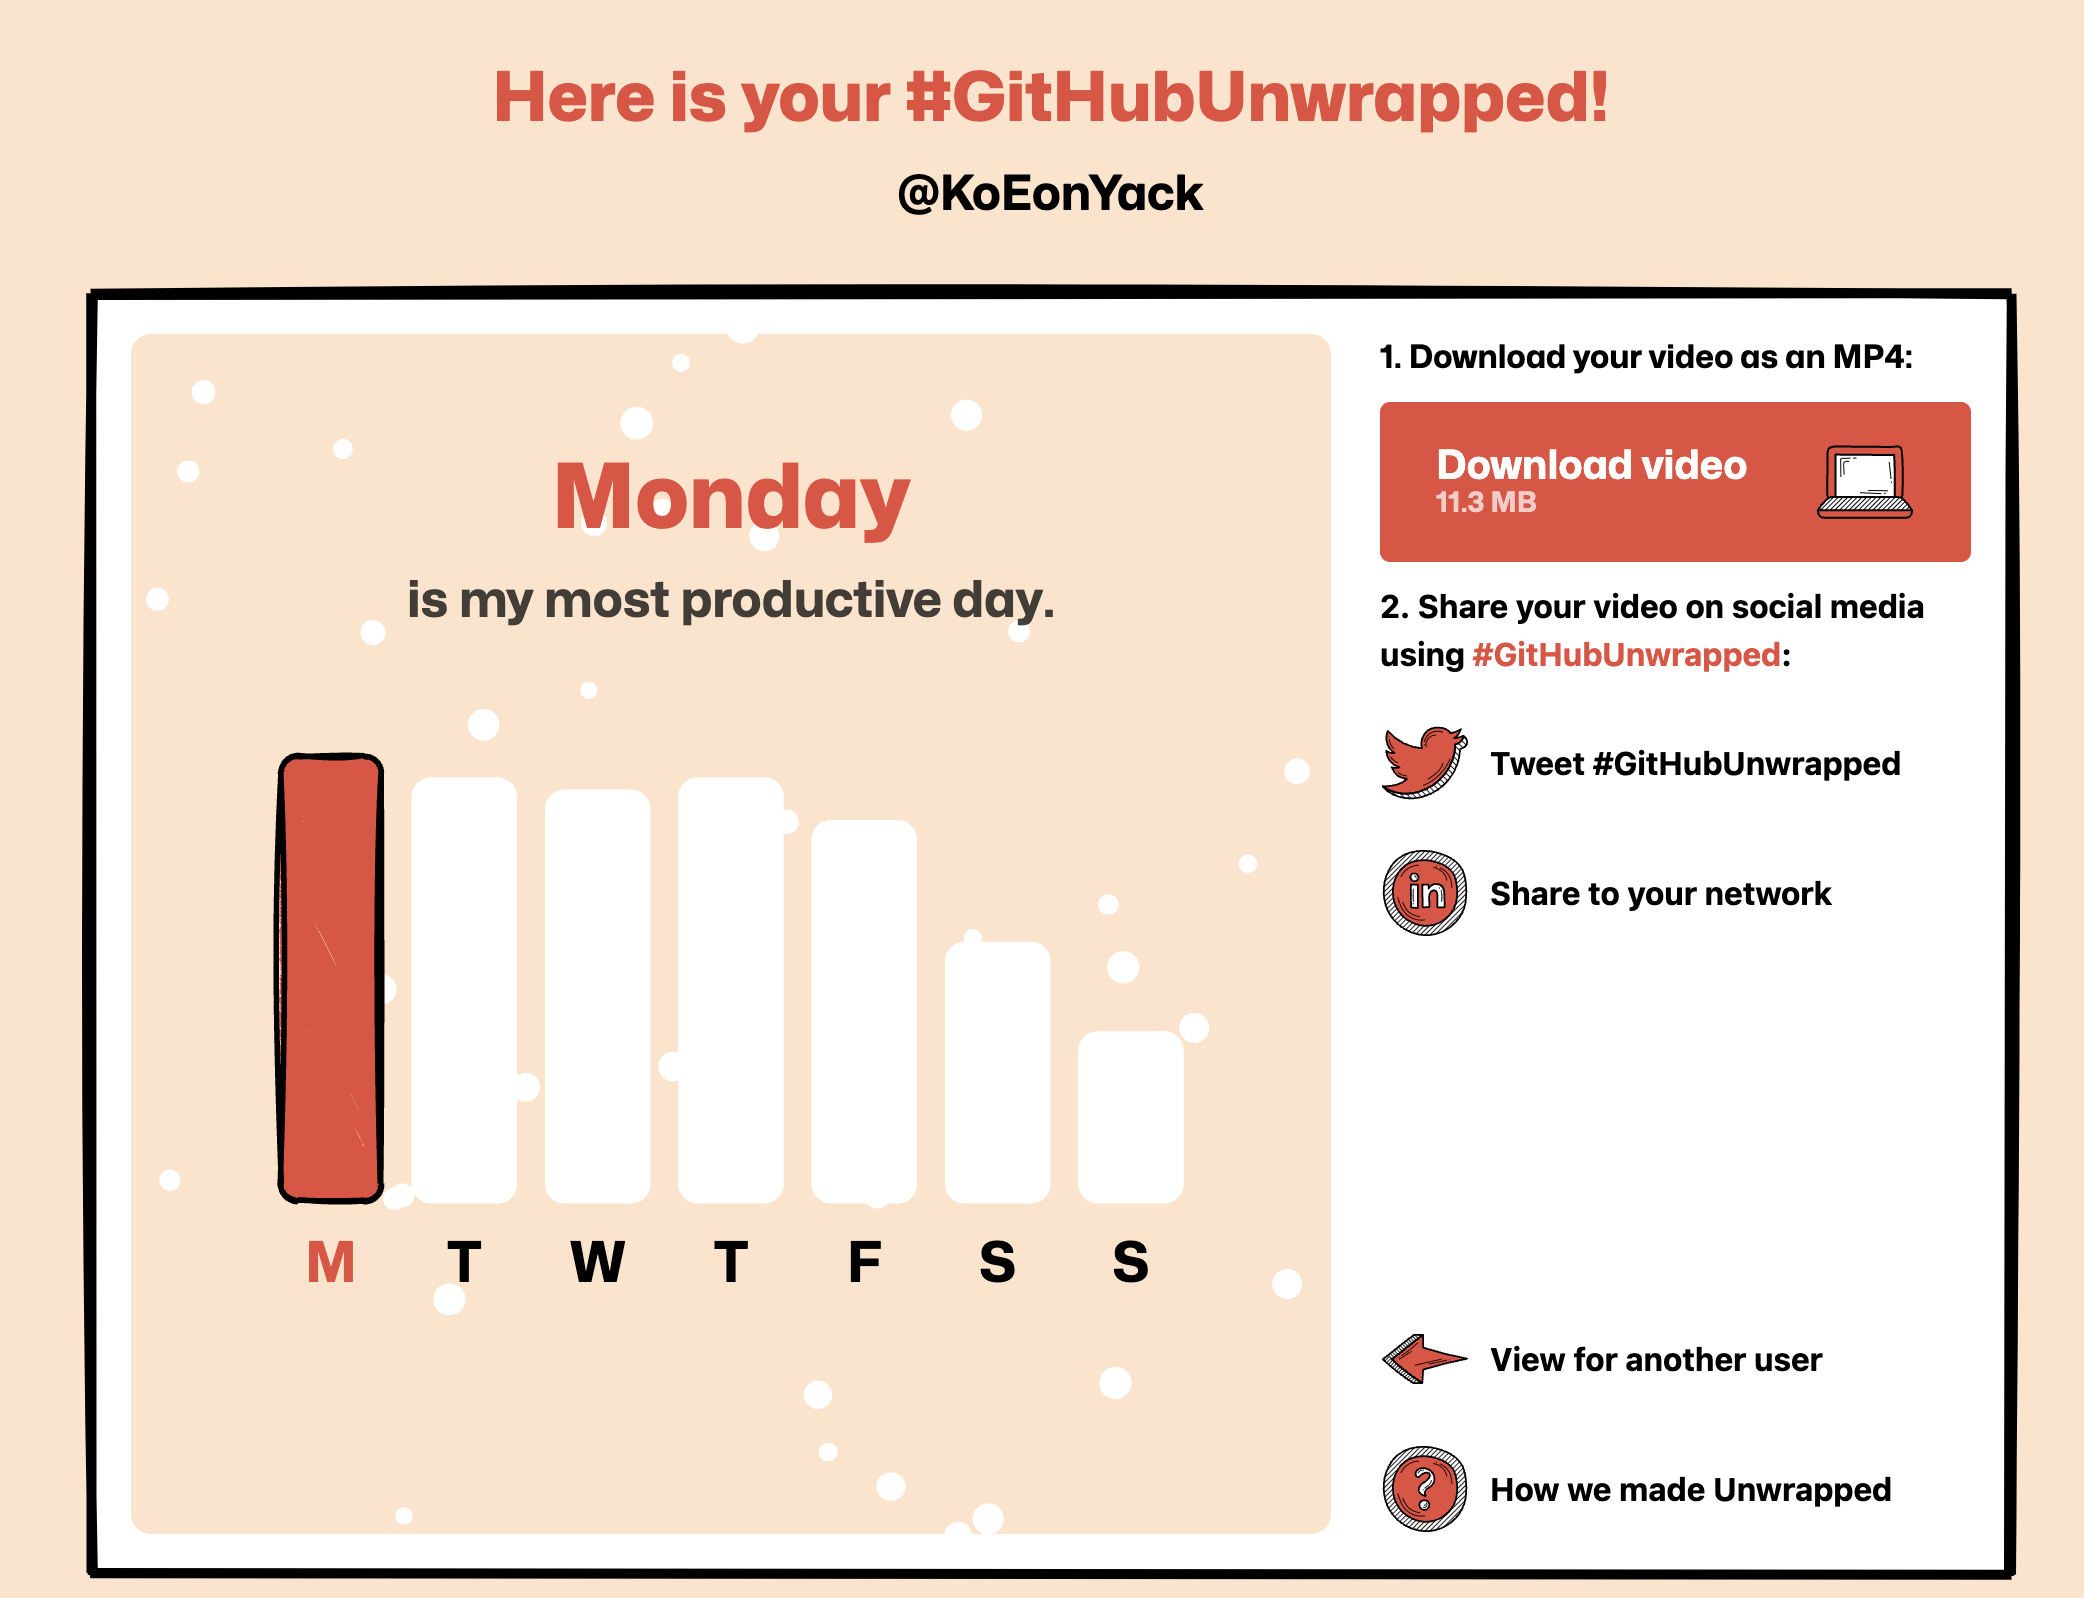 Here is your #GitHubUnwrapped!
@KoEonYack
Monday
is my most productive day.
M T W T F S S
1. Download your video as an MP4:
Download video
11.3 MB
2. Share your video on social media
using #GitHubUnwrapped:
Tweet #GitHubUnwrapped
in
Share to your network
View for another user
?
How we made Unwrapped